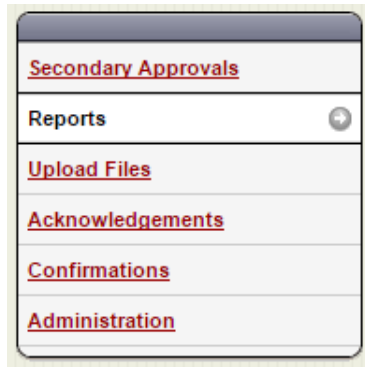 Secondary Approvals
Reports
Upload Files
Acknowledgements
Confirmations
Administration